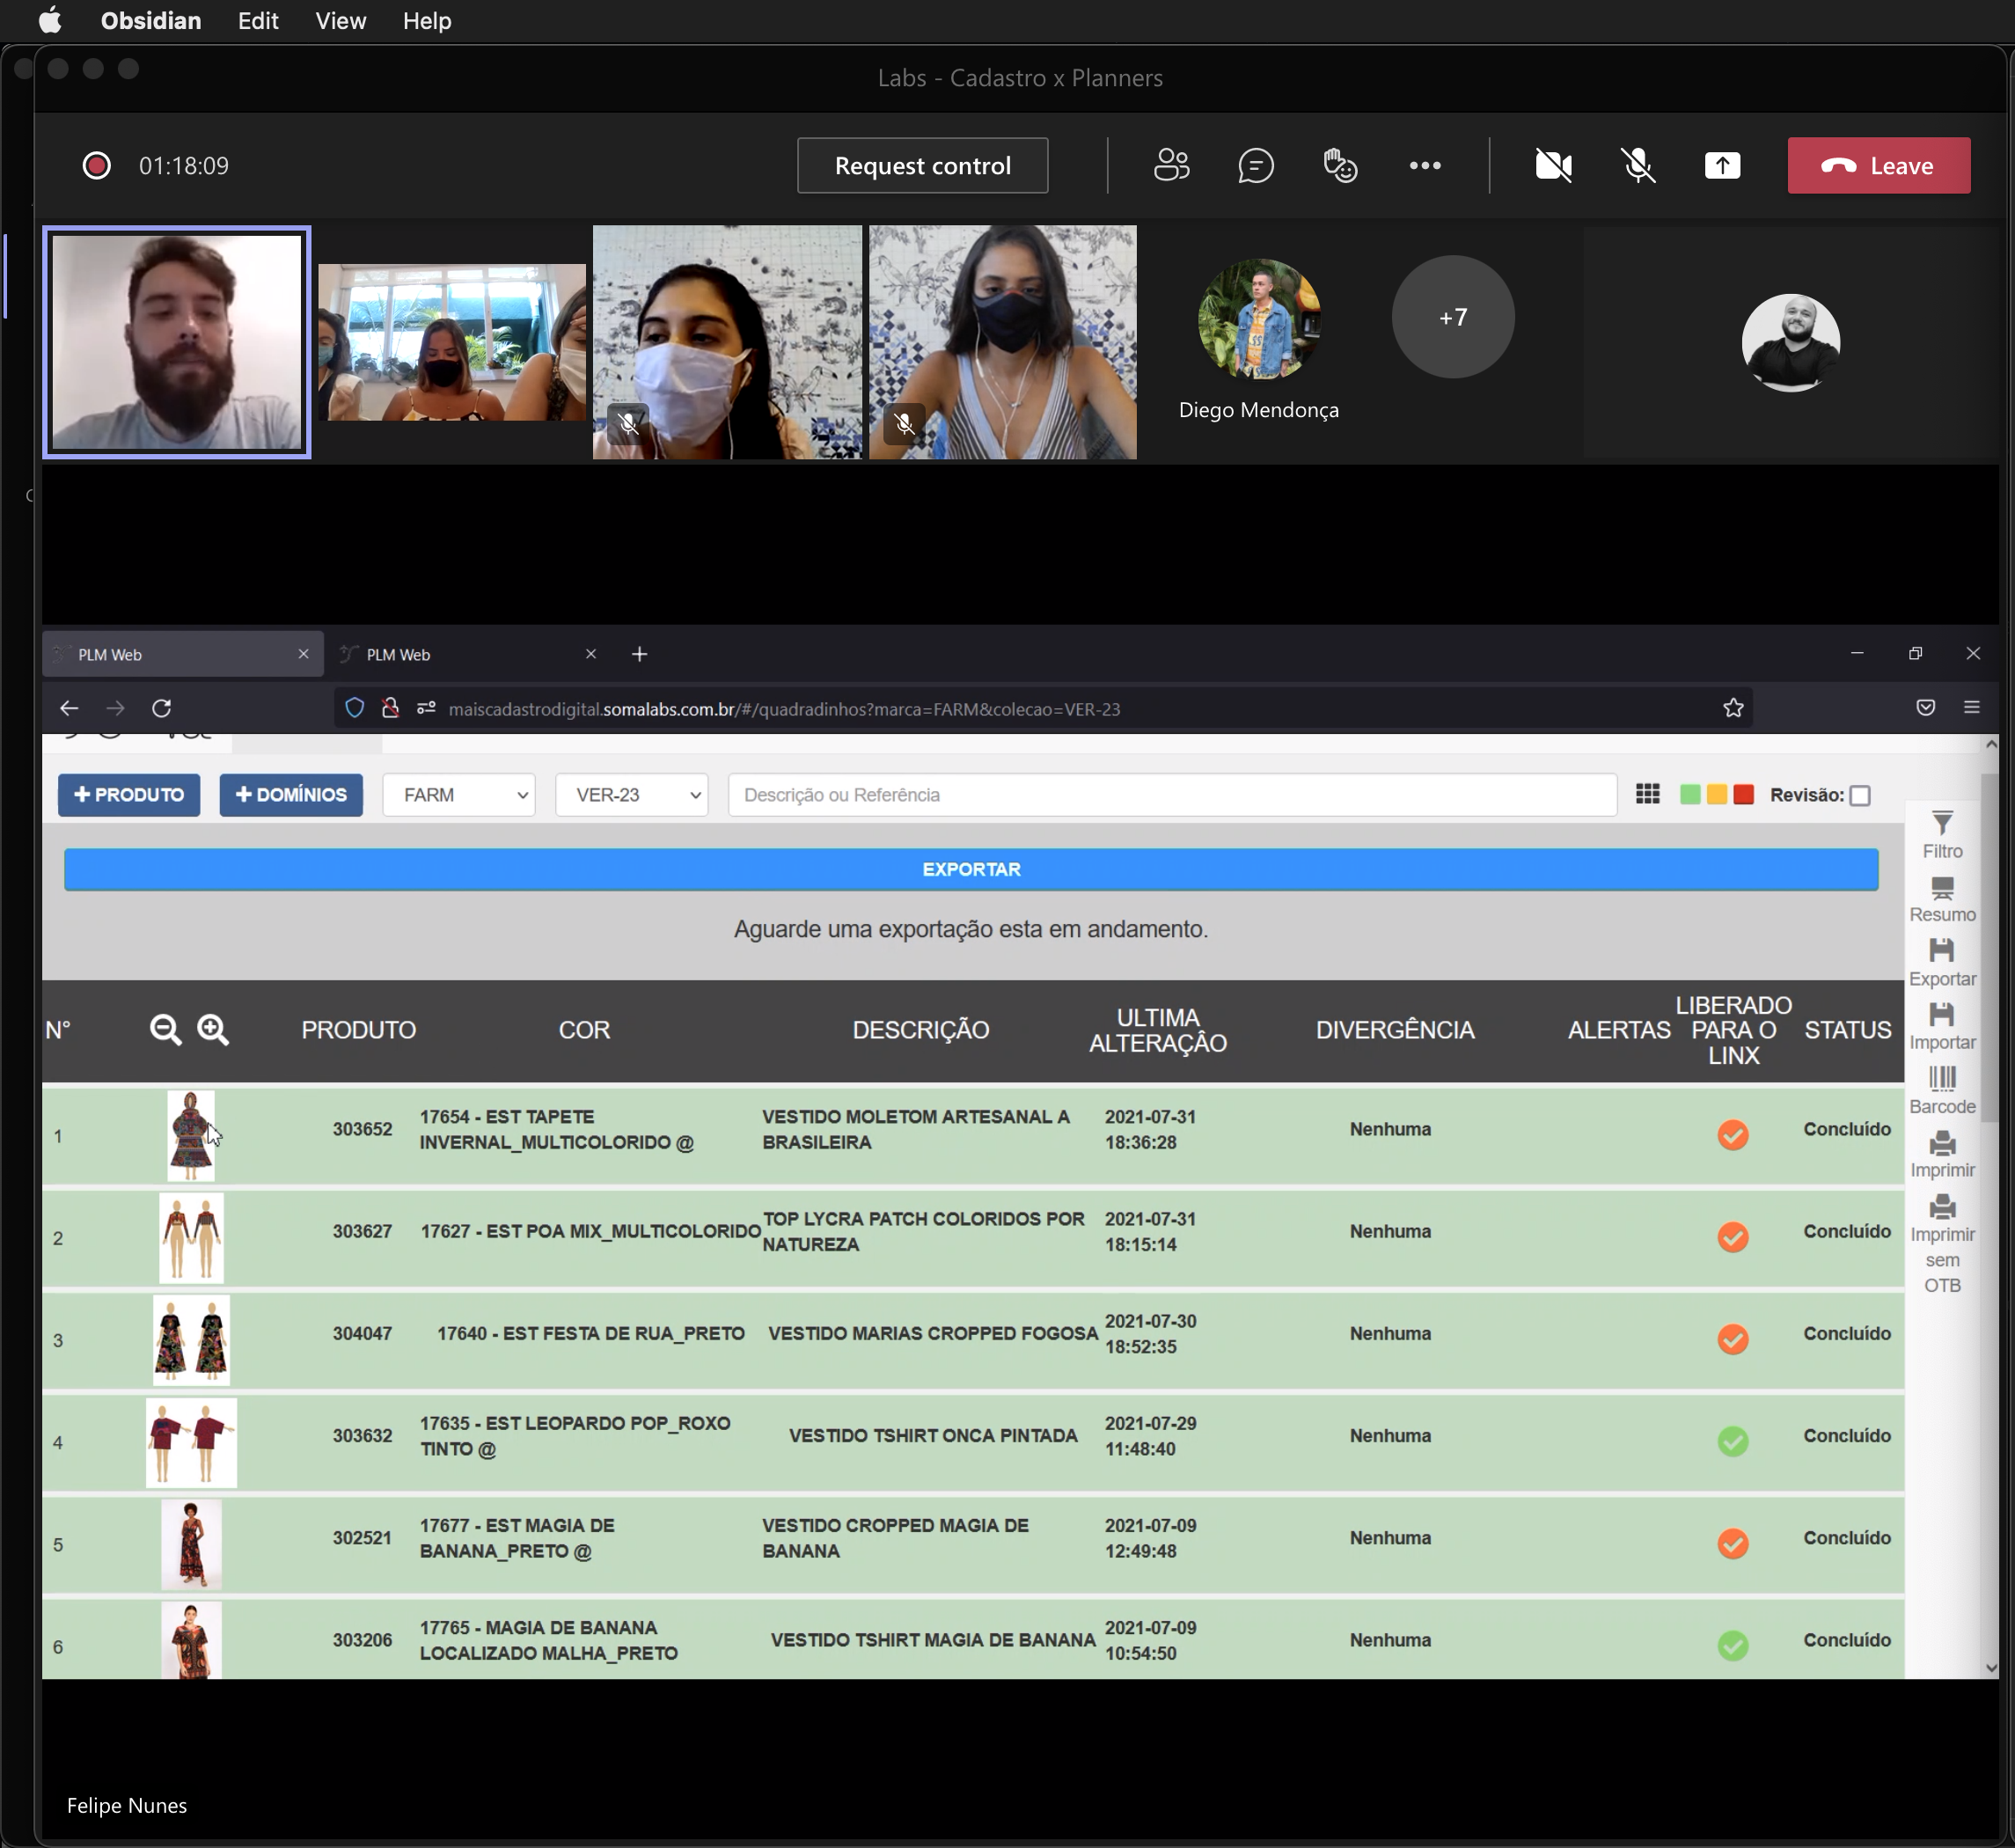 Obsidian Edit View Help
Labs - Cadastro x Planners
01:18:09
Request control
Leave
Diego Mendonça
+7
PLM Web
PLM Web
maiscadastrodigital.somalabs.com.br/#/quadradinhos?marca=FARM&colecao=VER-23
+ PRODUTO
+ DOMÍNIOS
FARM
VER-23
Descrição ou Referência
Revisão:
EXPORTAR
Aguarde uma exportação esta em andamento.
Filtro
Resumo
Exportar
Importar
Barcode
Imprimir
Imprimir
sem
OTB
N°
PRODUTO
COR
DESCRIÇÃO
ULTIMA
ALTERAÇÂO
DIVERGÊNCIA
ALERTAS
LIBERADO
PARA O
LINX
STATUS
1
303652
17654 - EST TAPETE
INVERNAL_MULTICOLORIDO @
VESTIDO MOLETOM ARTESANAL A
BRASILEIRA
2021-07-31
18:36:28
Nenhuma
Concluído
2
303627
17627 - EST POA MIX_MULTICOLORIDO
TOP LYCRA PATCH COLORIDOS POR
NATUREZA
2021-07-31
18:15:14
Nenhuma
Concluído
3
304047
17640 - EST FESTA DE RUA_PRETO
VESTIDO MARIAS CROPPED FOGOSA
2021-07-30
18:52:35
Nenhuma
Concluído
4
303632
17635 - EST LEOPARDO POP_ROXO
TINTO @
VESTIDO TSHIRT ONCA PINTADA
2021-07-29
11:48:40
Nenhuma
Concluído
5
302521
17677 - EST MAGIA DE
BANANA_PRETO @
VESTIDO CROPPED MAGIA DE
BANANA
2021-07-09
12:49:48
Nenhuma
Concluído
6
303206
17765 - MAGIA DE BANANA
LOCALIZADO MALHA_PRETO
VESTIDO TSHIRT MAGIA DE BANANA
2021-07-09
10:54:50
Nenhuma
Concluído
Felipe Nunes